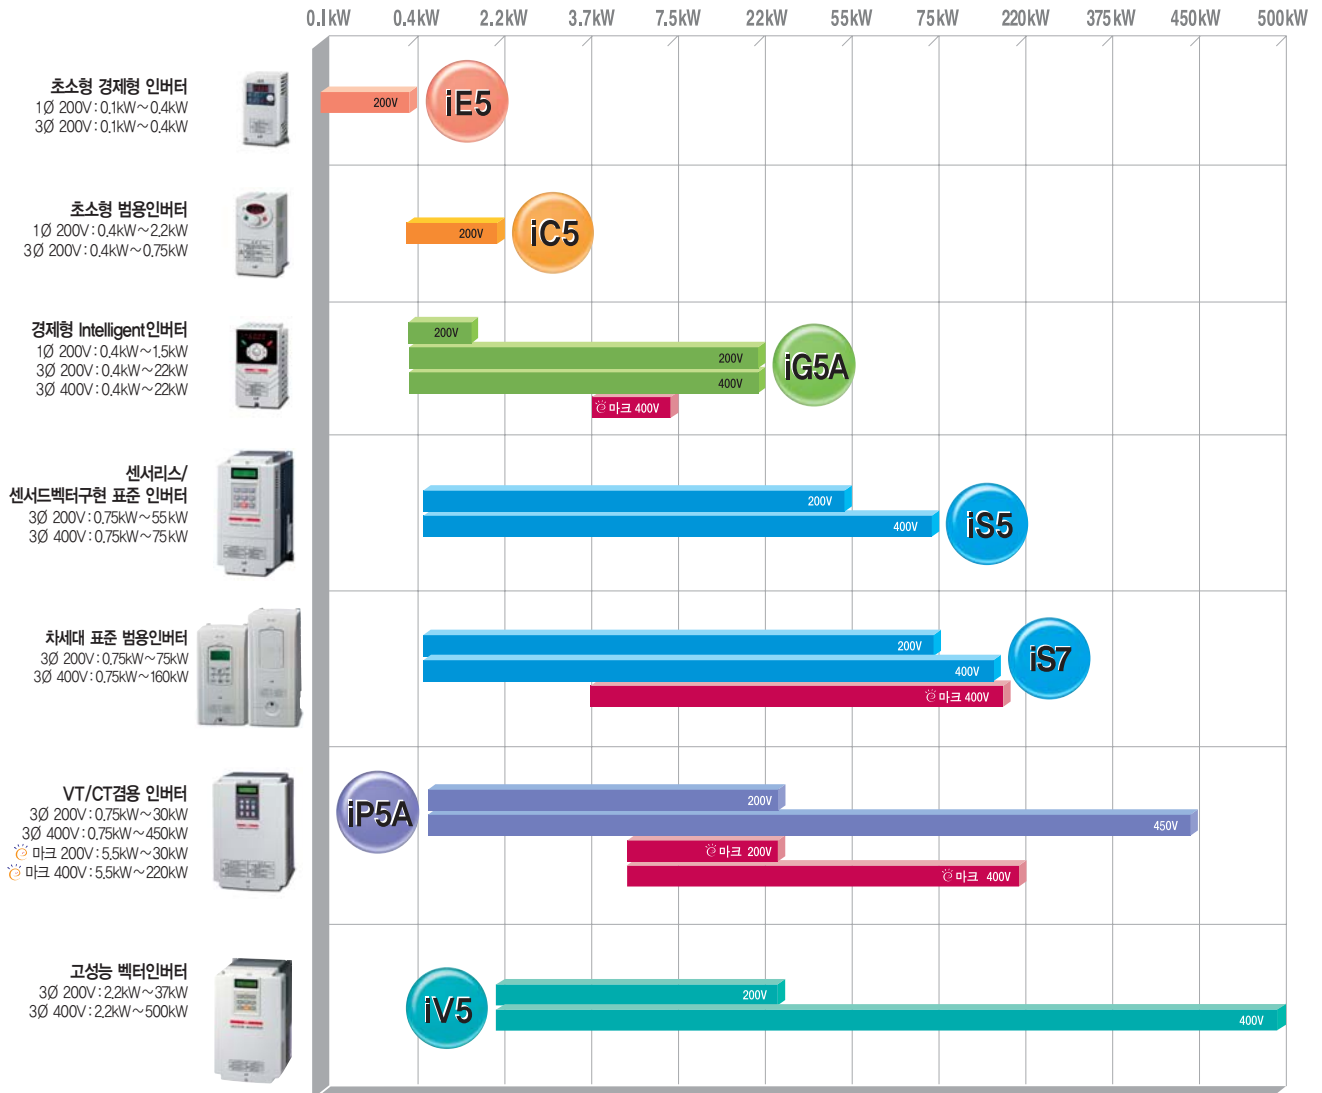 0.1kW 0.4kW 2.2kW 3.7kW 7.5kW 22kW 55kW 75kW 220kW 375kW 450kW 500kW
초소형 경제형 인버터
1Ø 200V : 0.1kW~0.4kW
3Ø 200V : 0.1kW~0.4kW
200V
iE5
초소형 범용인버터
1Ø 200V : 0.4kW~2.2kW
3Ø 200V : 0.4kW~0.75kW
200V
iC5
경제형 Intelligent인버터
1Ø 200V : 0.4kW~1.5kW
3Ø 200V : 0.4kW~22kW
3Ø 400V : 0.4kW~22kW
200V
200V
400V
마크 400V
iG5A
센서리스/
센서드벡터구현 표준 인버터
3Ø 200V : 0.75kW~55kW
3Ø 400V : 0.75kW~75kW
200V
400V
iS5
차세대 표준 범용인버터
3Ø 200V : 0.75kW~75kW
3Ø 400V : 0.75kW~160kW
200V
400V
마크 400V
iS7
VT/CT겸용 인버터
3Ø 200V : 0.75kW~30kW
3Ø 400V : 0.75kW~450kW
마크 200V : 5.5kW~30kW
마크 400V : 5.5kW~220kW
iP5A
200V
450V
마크 200V
마크 400V
고성능 벡터인버터
3Ø 200V : 2.2kW~37kW
3Ø 400V : 2.2kW~500kW
iV5
200V
400V